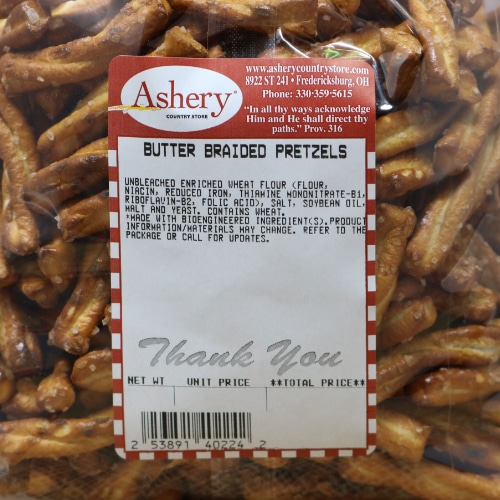 Ashery
COUNTRY STORE
www.asherycountrystore.com
8922 ST 241 • Fredericksburg, OH
Phone: 330·359·5615
“In all thy ways acknowledge
Him and He shall direct thy
paths.” Prov. 316
BUTTER BRAIDED PRETZELS
UNBLEACHED ENRICHED WHEAT FLOUR (FLOUR,
NIACIN, REDUCED IRON, THIAMINE MONONITRATE-B1,
RIBOFLAVIN-B2, FOLIC ACID), SALT, SOYBEAN OIL,
MALT AND YEAST. CONTAINS WHEAT.
*MADE WITH BIOENGINEERED INGREDIENT(S).PRODUCT
INFORMATION/MATERIALS MAY CHANGE. REFER TO THE
PACKAGE OR CALL FOR UPDATES.
Thank You
NET WT UNIT PRICE **TOTAL PRICE**
2 53891 40224 2